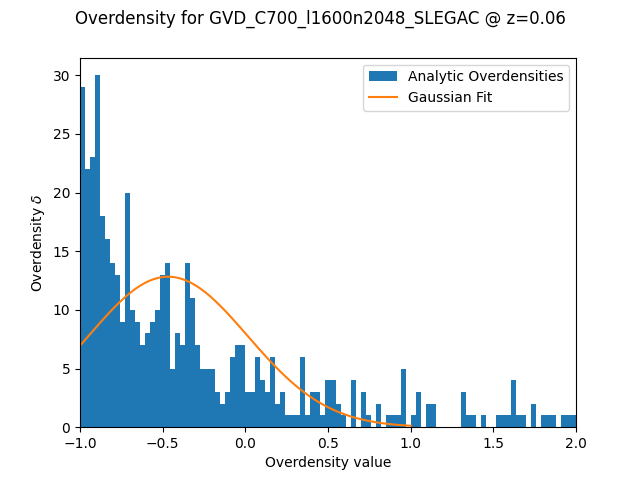 Overdensity for GVD_C700_l1600n2048_SLEGAC @ z=0.06
Analytic Overdensities
Gaussian Fit
Overdensity δ
30
25
20
15
10
5
0
−1.0
−0.5
0.0
0.5
1.0
1.5
2.0
Overdensity value